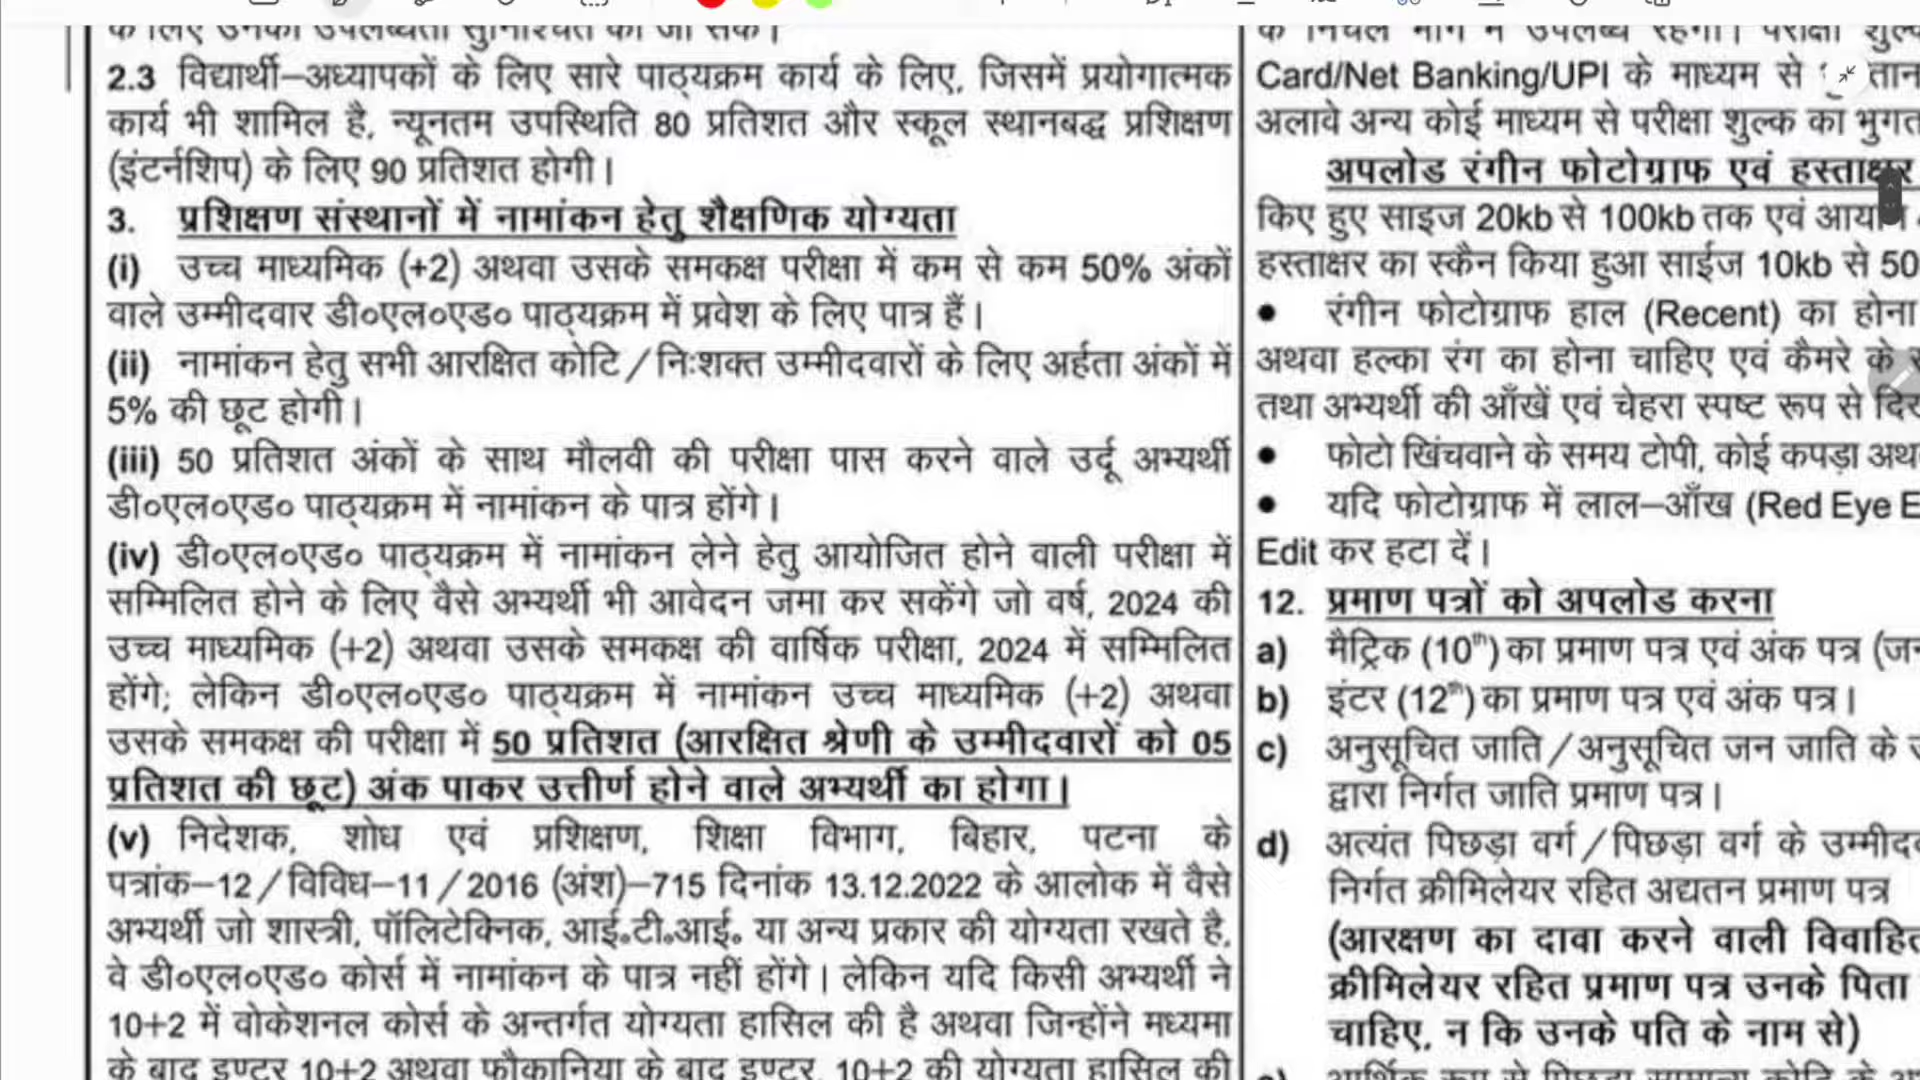 के लिए उनकी उपलब्धता सुनिश्चित की जा सके।
2.3 विद्यार्थी–अध्यापकों के लिए सारे पाठ्यक्रम कार्य के लिए, जिसमें प्रयोगात्मक
कार्य भी शामिल है, न्यूनतम उपस्थिति 80 प्रतिशत और स्कूल स्थानबद्ध प्रशिक्षण
(इंटर्नशिप) के लिए 90 प्रतिशत होगी।
3. प्रशिक्षण संस्थानों में नामांकन हेतु शैक्षणिक योग्यता
(i) उच्च माध्यमिक (+2) अथवा उसके समकक्ष परीक्षा में कम से कम 50% अंकों
वाले उम्मीदवार डी०एल०एड० पाठ्यक्रम में प्रवेश के लिए पात्र हैं।
(ii) नामांकन हेतु सभी आरक्षित कोटि/निःशक्त उम्मीदवारों के लिए अर्हता अंकों में
5% की छूट होगी।
(iii) 50 प्रतिशत अंकों के साथ मौलवी की परीक्षा पास करने वाले उर्दू अभ्यर्थी
डी०एल०एड० पाठ्यक्रम में नामांकन के पात्र होंगे।
(iv) डी०एल०एड० पाठ्यक्रम में नामांकन लेने हेतु आयोजित होने वाली परीक्षा में
सम्मिलित होने के लिए वैसे अभ्यर्थी भी आवेदन जमा कर सकेंगे जो वर्ष, 2024 की
उच्च माध्यमिक (+2) अथवा उसके समकक्ष की वार्षिक परीक्षा, 2024 में सम्मिलित
होंगे; लेकिन डी०एल०एड० पाठ्यक्रम में नामांकन उच्च माध्यमिक (+2) अथवा
उसके समकक्ष की परीक्षा में 50 प्रतिशत (आरक्षित श्रेणी के उम्मीदवारों को 05
प्रतिशत की छूट) अंक पाकर उत्तीर्ण होने वाले अभ्यर्थी का होगा।
(v) निदेशक, शोध एवं प्रशिक्षण, शिक्षा विभाग, बिहार, पटना के
पत्रांक–12/विविध–11/2016 (अंश)–715 दिनांक 13.12.2022 के आलोक में वैसे
अभ्यर्थी जो शास्त्री, पॉलिटेक्निक, आई॰टी॰आई॰ या अन्य प्रकार की योग्यता रखते है,
वे डी०एल०एड० कोर्स में नामांकन के पात्र नहीं होंगे। लेकिन यदि किसी अभ्यर्थी ने
10+2 में वोकेशनल कोर्स के अन्तर्गत योग्यता हासिल की है अथवा जिन्होंने मध्यमा
के बाद इण्टर 10+2 अथवा फौकानिया के बाद इण्टर, 10+2 की योग्यता हासिल की
के निचले भाग में उपलब्ध रहेगा। परीक्षा
Card/Net Banking/UPI के माध्यम से
अलावे अन्य कोई माध्यम से परीक्षा शुल्क का
अपलोड रंगीन फोटोग्राफ एवं हस्ताक्षर
किए हुए साइज 20kb से 100kb तक एवं
हस्ताक्षर का स्कैन किया हुआ साईज 10kb से 50
• रंगीन फोटोग्राफ हाल (Recent) का होना
अथवा हल्का रंग का होना चाहिए एवं कैमरे के
तथा अभ्यर्थी की आँखें एवं चेहरा स्पष्ट रूप से
• फोटो खिंचवाने के समय टोपी, कोई कपड़ा
• यदि फोटोग्राफ में लाल–आँख (Red Eye
Edit कर हटा दें।
12. प्रमाण पत्रों को अपलोड करना
a) मैट्रिक (10th) का प्रमाण पत्र एवं अंक पत्र
b) इंटर (12th) का प्रमाण पत्र एवं अंक पत्र।
c) अनुसूचित जाति/अनुसूचित जन जाति के
द्वारा निर्गत जाति प्रमाण पत्र।
d) अत्यंत पिछड़ा वर्ग/पिछड़ा वर्ग के
निर्गत क्रीमिलेयर रहित अद्यतन प्रमाण पत्र
(आरक्षण का दावा करने वाली
क्रीमिलेयर रहित प्रमाण पत्र उनके पिता
चाहिए, न कि उनके पति के नाम से)